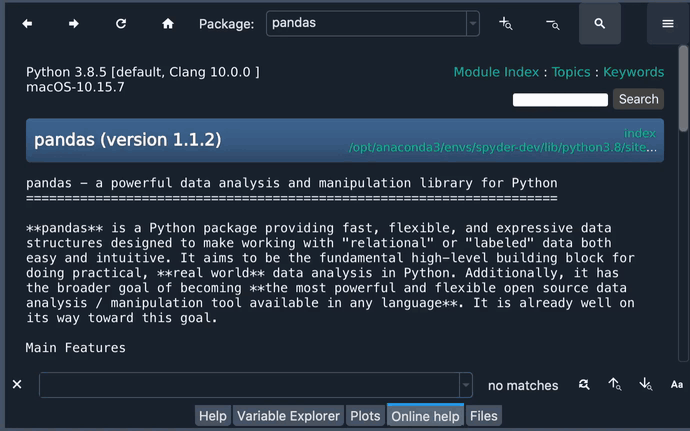 Package: pandas
Python 3.8.5 [default, Clang 10.0.0 ]
macOS-10.15.7
Module Index : Topics : Keywords
Search
pandas (version 1.1.2)
index
/opt/anaconda3/envs/spyder-dev/lib/python3.8/site...
pandas - a powerful data analysis and manipulation library for Python
=====================================================================
**pandas** is a Python package providing fast, flexible, and expressive data
structures designed to make working with "relational" or "labeled" data both
easy and intuitive. It aims to be the fundamental high-level building block for
doing practical, **real world** data analysis in Python. Additionally, it has
the broader goal of becoming **the most powerful and flexible open source data
analysis / manipulation tool available in any language**. It is already well on
its way toward this goal.
Main Features
no matches
Aa
Help Variable Explorer Plots Online help Files